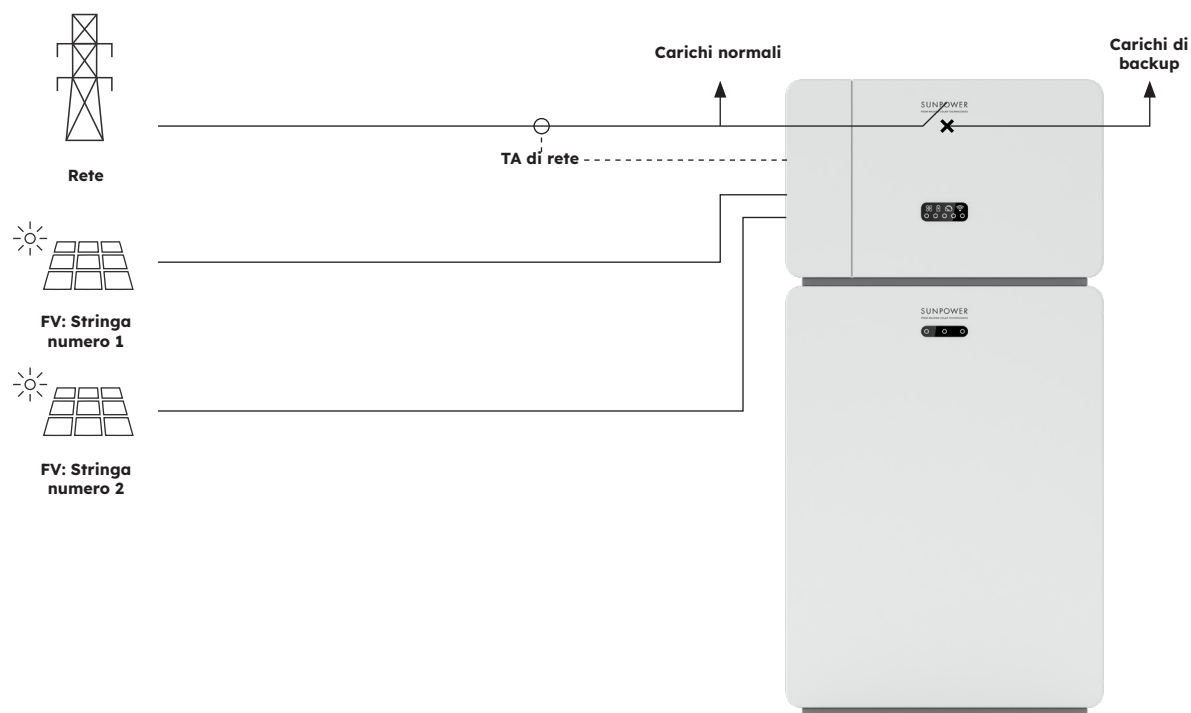 Carichi normali
Carichi di
backup
SUNPOWER
TA di rete
Rete
FV: Stringa
numero 1
SUNPOWER
FV: Stringa
numero 2